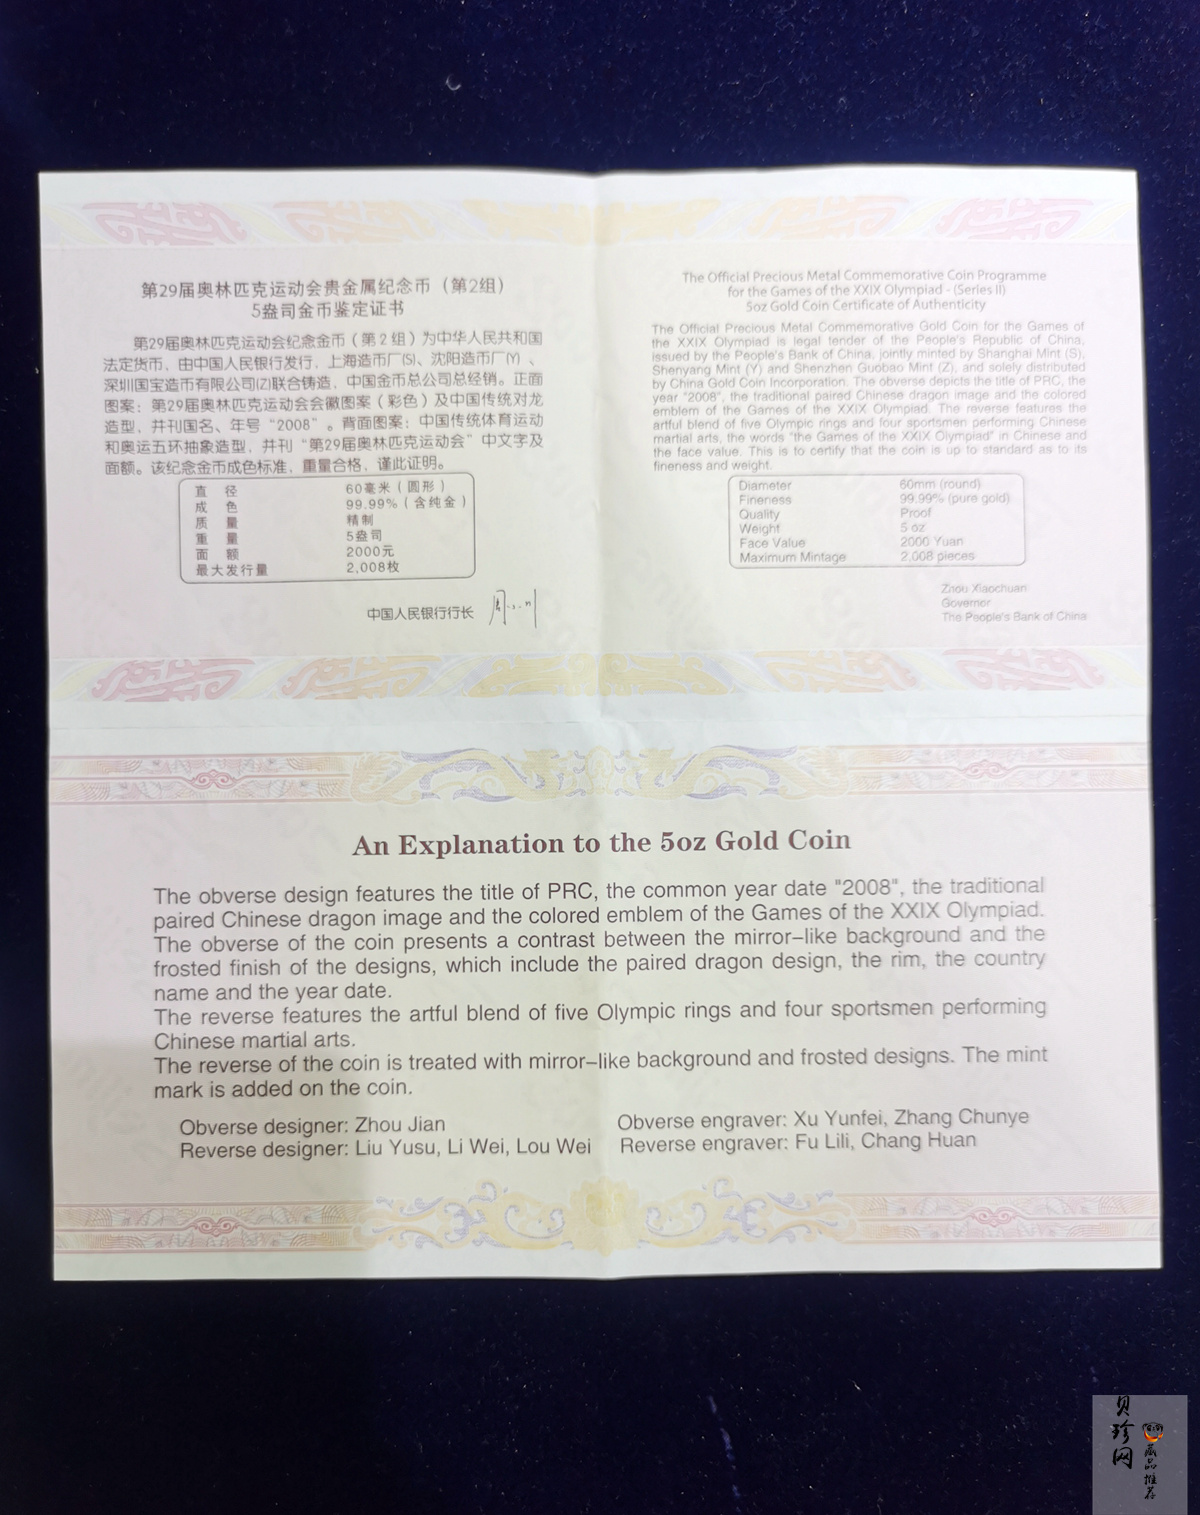 第29届奥林匹克运动会贵金属纪念币（第2组）
5盎司金币鉴定证书
第29届奥林匹克运动会纪念金币（第2组）为中华人民共和国
法定货币，由中国人民银行发行，上海造币厂(S)、沈阳造币厂(Y)、
深圳国宝造币有限公司(Z)联合铸造，中国金币总公司总经销。正面
图案：第29届奥林匹克运动会会徽图案（彩色）及中国传统对龙
造型，并刊国名、年号“2008”。背面图案：中国传统体育运动
和奥运五环抽象造型，并刊“第29届奥林匹克运动会”中文字及
面额。该纪念金币成色标准，重量合格，谨此证明。
直 径 60毫米（圆形）
成 色 99.99%（含纯金）
质 量 精制
重 量 5盎司
面 额 2000元
最大发行量 2,008枚
中国人民银行行长
The Official Precious Metal Commemorative Coin Programme
for the Games of the XXIX Olympiad - (Series II)
5oz Gold Coin Certificate of Authenticity
The Official Precious Metal Commemorative Gold Coin for the Games of
the XXIX Olympiad is legal tender of the People's Republic of China,
issued by the People's Bank of China, jointly minted by Shanghai Mint (S),
Shenyang Mint (Y) and Shenzhen Guobao Mint (Z), and solely distributed
by China Gold Coin Incorporation. The obverse depicts the title of PRC, the
year "2008", the traditional paired Chinese dragon image and the colored
emblem of the Games of the XXIX Olympiad. The reverse features the
artful blend of five Olympic rings and four sportsmen performing Chinese
martial arts, the words "the Games of the XXIX Olympiad" in Chinese and
the face value. This is to certify that the coin is up to standard as to its
fineness and weight.
Diameter 60mm (round)
Fineness 99.99% (pure gold)
Quality Proof
Weight 5 oz
Face Value 2000 Yuan
Maximum Mintage 2,008 pieces
Zhou Xiaochuan
Governor
The People's Bank of China
An Explanation to the 5oz Gold Coin
The obverse design features the title of PRC, the common year date "2008", the traditional
paired Chinese dragon image and the colored emblem of the Games of the XXIX Olympiad.
The obverse of the coin presents a contrast between the mirror–like background and the
frosted finish of the designs, which include the paired dragon design, the rim, the country
name and the year date.
The reverse features the artful blend of five Olympic rings and four sportsmen performing
Chinese martial arts.
The reverse of the coin is treated with mirror–like background and frosted designs. The mint
mark is added on the coin.
Obverse designer: Zhou Jian Obverse engraver: Xu Yunfei, Zhang Chunye
Reverse designer: Liu Yusu, Li Wei, Lou Wei Reverse engraver: Fu Lili, Chang Huan
贝珍网
藏品推荐